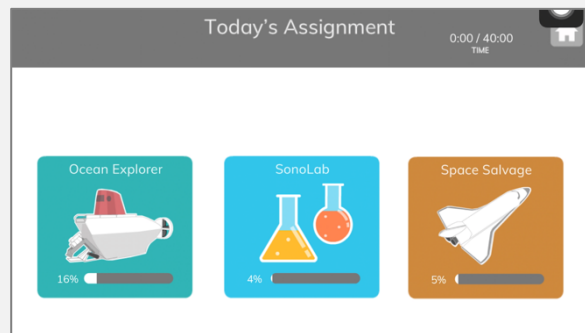 Today's Assignment
0:00 / 40:00
TIME
Ocean Explorer
16%
SonoLab
4%
Space Salvage
5%